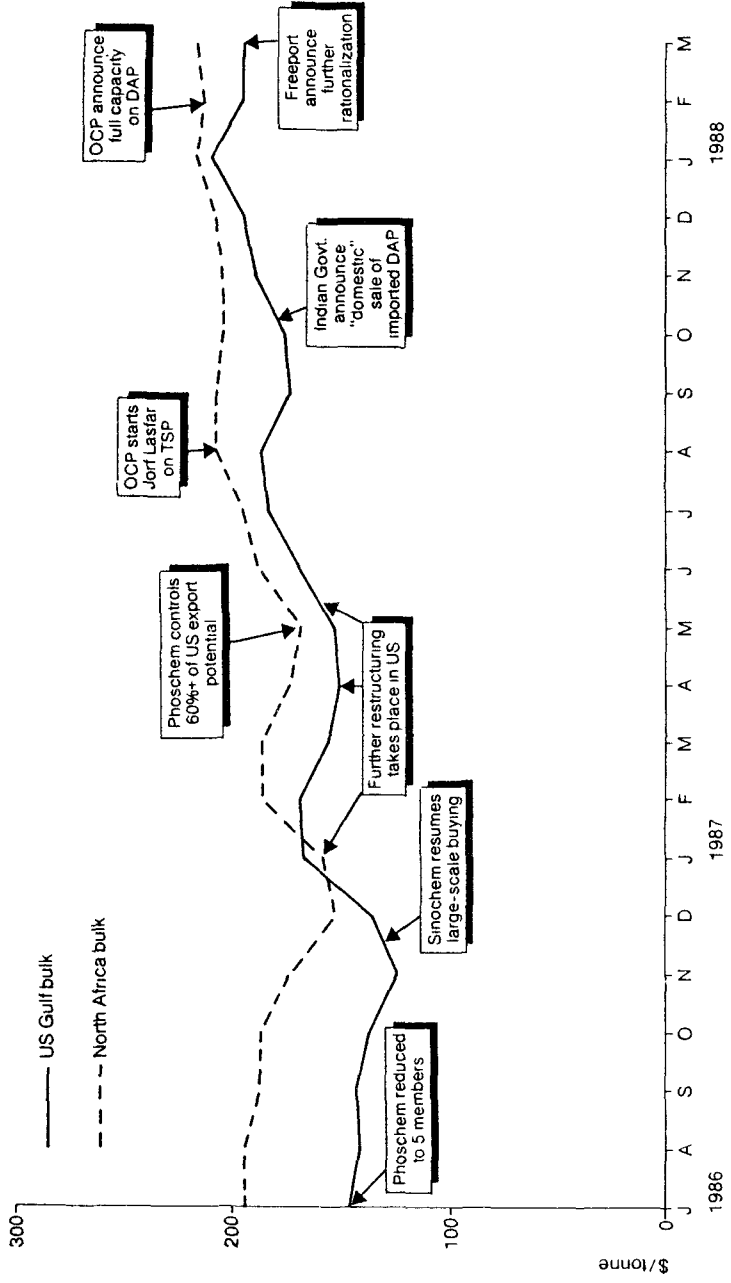 US Gulf bulk
North Africa bulk
300
200
100
0
$/tonne
Phoschem reduced
to 5 members
Sinochem resumes
large-scale buying
Further restructuring
takes place in US
Phoschem controls
60%+ of US export
potential
OCP starts
Jorf Lasfar
on TSP
Indian Govt.
announce
"domestic"
sale of
imported DAP
OCP announce
full capacity
on DAP
Freeport
announce
further
rationalization
J A S O N D J F M A M J J A S O N D J F M
1986 1987 1988